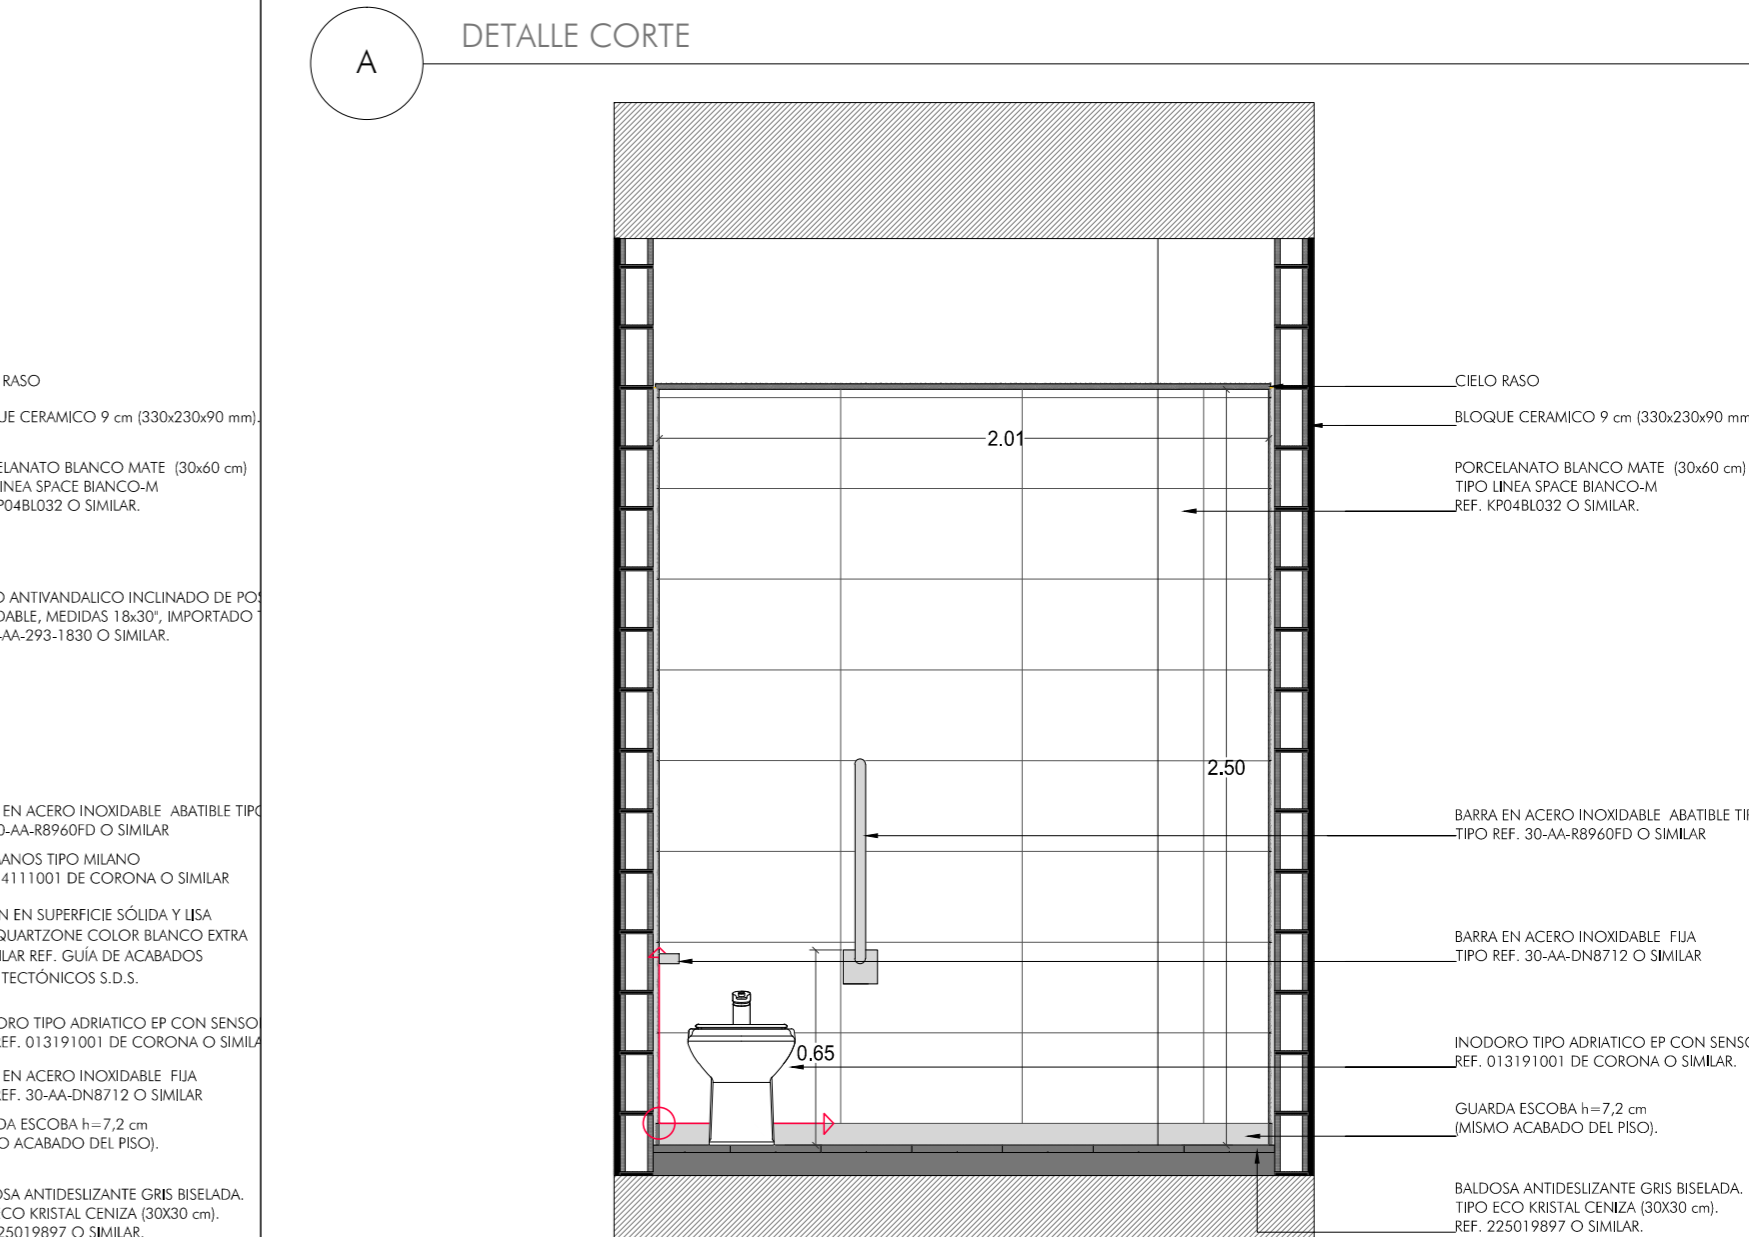 A
DETALLE CORTE
RASO
UE CERAMICO 9 cm (330x230x90 mm).
ELANATO BLANCO MATE (30x60 cm)
INEA SPACE BIANCO-M
P04BL032 O SIMILAR.
O ANTIVANDALICO INCLINADO DE POS
DABLE, MEDIDAS 18x30", IMPORTADO T
-AA-293-1830 O SIMILAR.
EN ACERO INOXIDABLE ABATIBLE TIPO
0-AA-R8960FD O SIMILAR
MANOS TIPO MILANO
4111001 DE CORONA O SIMILAR
N EN SUPERFICIE SÓLIDA Y LISA
QUARTZONE COLOR BLANCO EXTRA
ILAR REF. GUÍA DE ACABADOS
TECTÓNICOS S.D.S.
ORO TIPO ADRIATICO EP CON SENSO
EF. 013191001 DE CORONA O SIMILA
EN ACERO INOXIDABLE FIJA
EF. 30-AA-DN8712 O SIMILAR
DA ESCOBA h=7,2 cm
O ACABADO DEL PISO).
OSA ANTIDESLIZANTE GRIS BISELADA.
CO KRISTAL CENIZA (30X30 cm).
225019897 O SIMILAR.
2.01
2.50
0.65
CIELO RASO
BLOQUE CERAMICO 9 cm (330x230x90 mm
PORCELANATO BLANCO MATE (30x60 cm)
TIPO LINEA SPACE BIANCO-M
REF. KP04BL032 O SIMILAR.
BARRA EN ACERO INOXIDABLE ABATIBLE TIP
TIPO REF. 30-AA-R8960FD O SIMILAR
BARRA EN ACERO INOXIDABLE FIJA
TIPO REF. 30-AA-DN8712 O SIMILAR
INODORO TIPO ADRIATICO EP CON SENSO
REF. 013191001 DE CORONA O SIMILAR.
GUARDA ESCOBA h=7,2 cm
(MISMO ACABADO DEL PISO).
BALDOSA ANTIDESLIZANTE GRIS BISELADA.
TIPO ECO KRISTAL CENIZA (30X30 cm).
REF. 225019897 O SIMILAR.